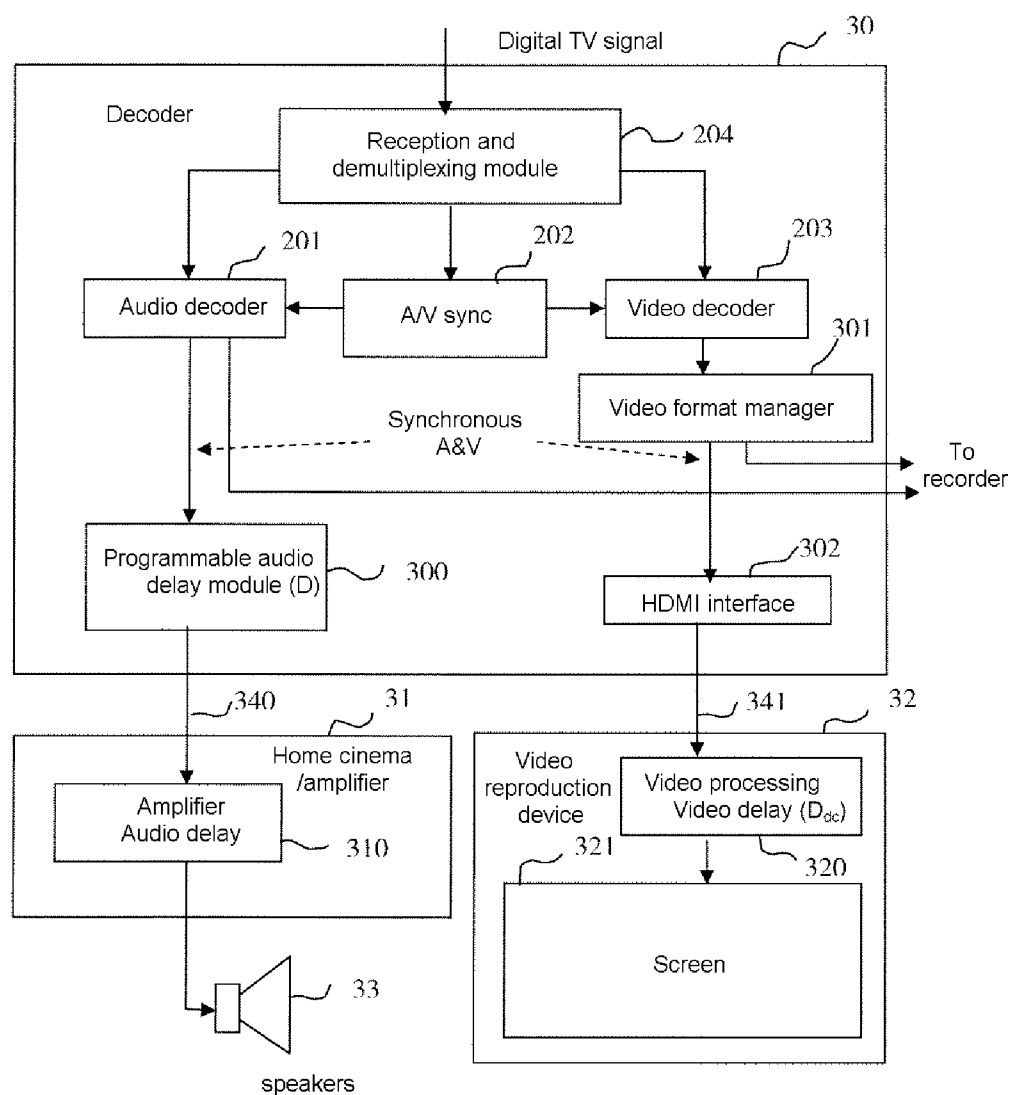 30
Digital TV signal
Decoder
Reception and
demultiplexing module
204
201
202
203
Audio decoder
A/V sync
Video decoder
301
Video format manager
Synchronous
A&V
To
recorder
Programmable audio
delay module (D)
300
302
HDMI interface
340
31
341
32
Home cinema
/amplifier
Amplifier
Audio delay
310
Video
reproduction
device
Video processing
Video delay (Ddc)
321
320
Screen
33
speakers